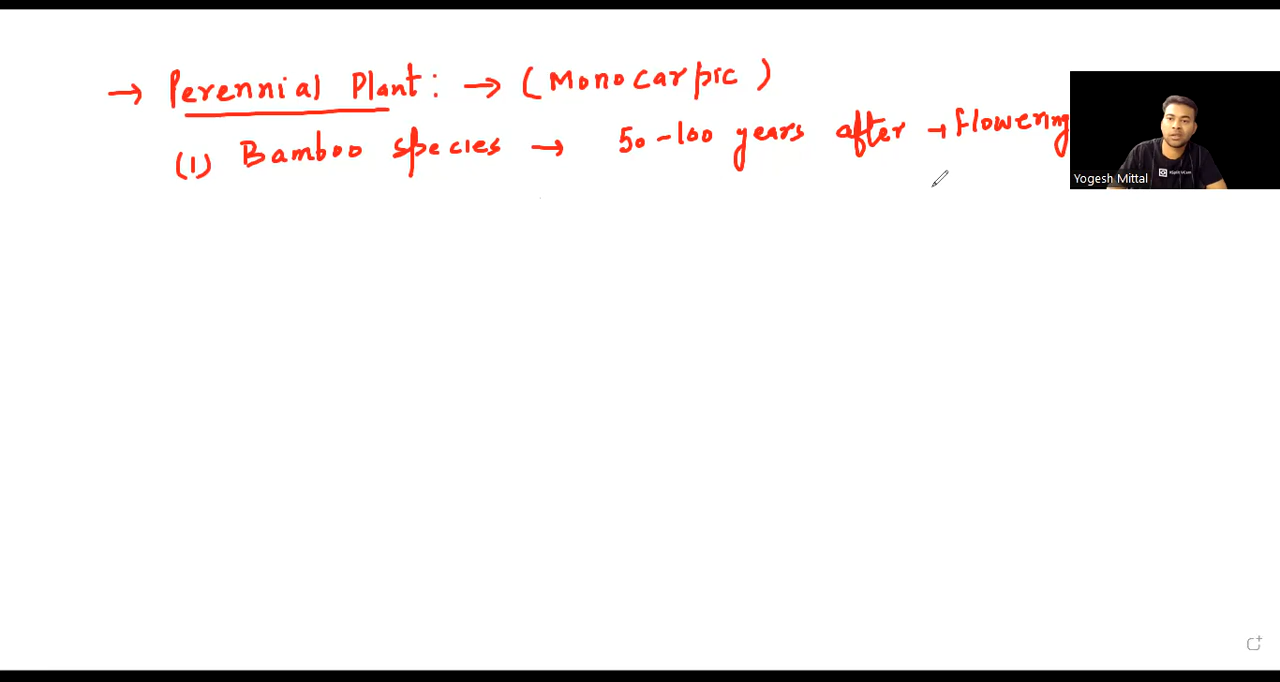 → Perennial Plant: → (Monocarpic)
(1) Bamboo species → 50-100 years after → flowering
Yogesh Mittal